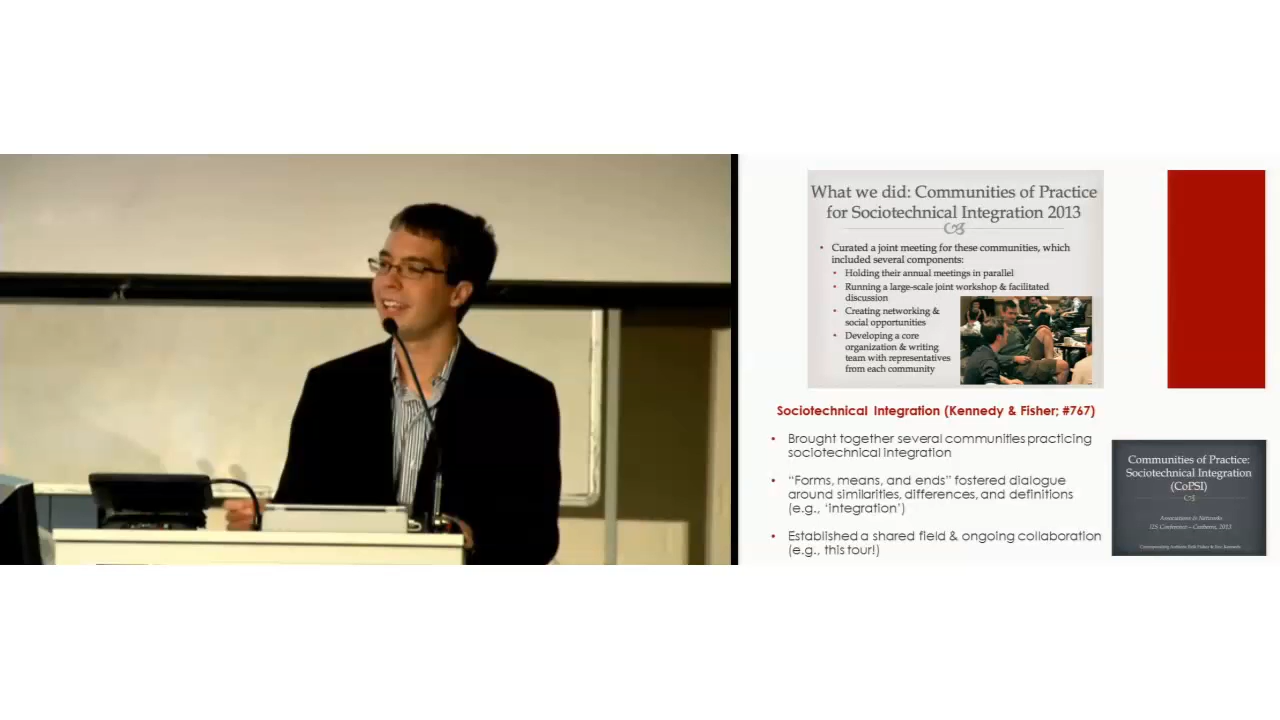 What we did: Communities of Practice
for Sociotechnical Integration 2013
• Curated a joint meeting for these communities, which
included several components:
• Holding their annual meetings in parallel
• Running a large-scale joint workshop & facilitated
discussion
• Creating networking &
social opportunities
• Developing a core
organization & writing
team with representatives
from each community
Sociotechnical Integration (Kennedy & Fisher; #767)
• Brought together several communities practicing
sociotechnical integration
• “Forms, means, and ends” fostered dialogue
around similarities, differences, and definitions
(e.g., ‘integration’)
• Established a shared field & ongoing collaboration
(e.g., this tour!)
Communities of Practice:
Sociotechnical Integration
(CoPSI)